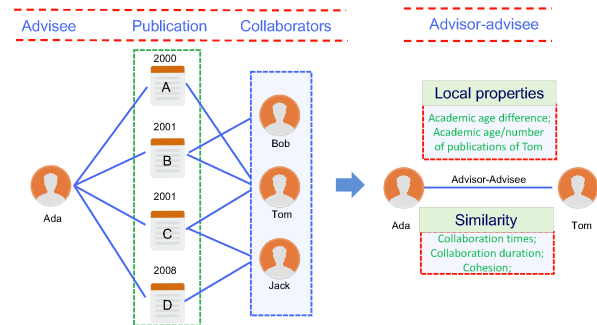 Advisee
Publication
Collaborators
Advisor-advisee
2000
A
2001
B
2001
C
2008
D
Ada
Bob
Tom
Jack
Local properties
Academic age difference;
Academic age/number
of publications of Tom
Advisor-Advisee
Ada
Tom
Similarity
Collaboration times;
Collaboration duration;
Cohesion;